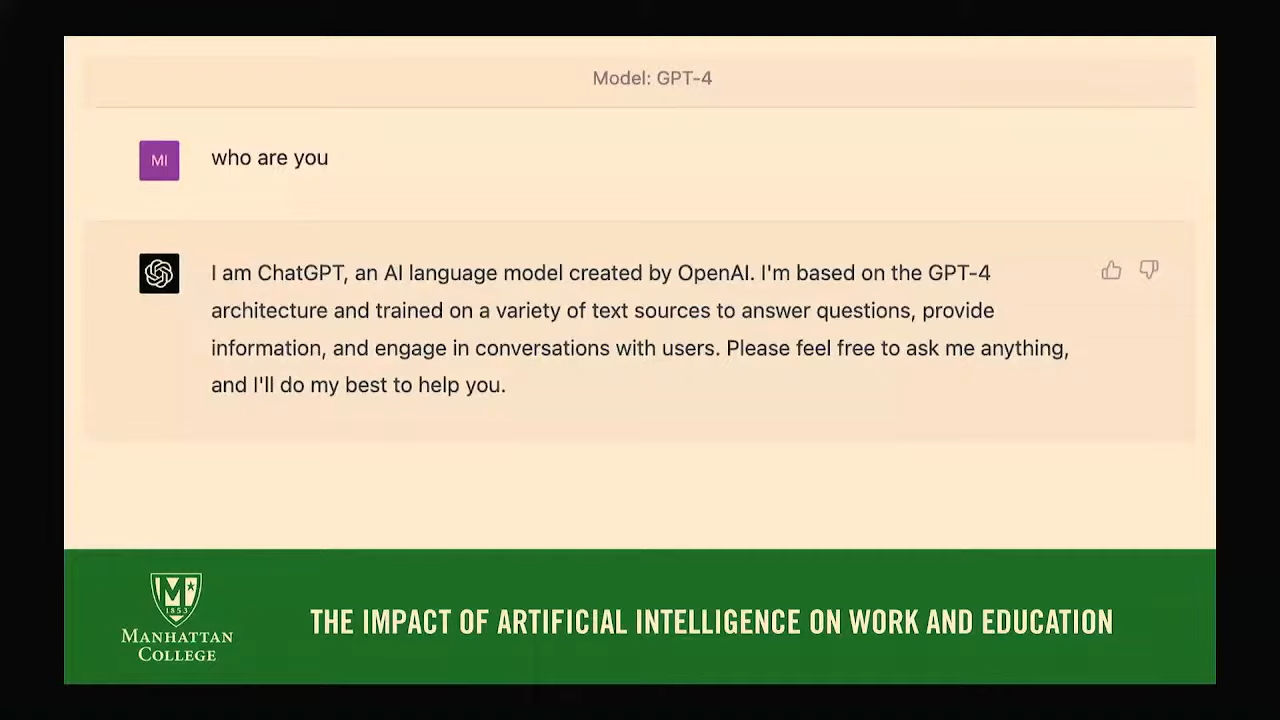 Model: GPT-4
MI
who are you
I am ChatGPT, an AI language model created by OpenAI. I'm based on the GPT-4
architecture and trained on a variety of text sources to answer questions, provide
information, and engage in conversations with users. Please feel free to ask me anything,
and I'll do my best to help you.
M
1853
MANHATTAN
COLLEGE
THE IMPACT OF ARTIFICIAL INTELLIGENCE ON WORK AND EDUCATION